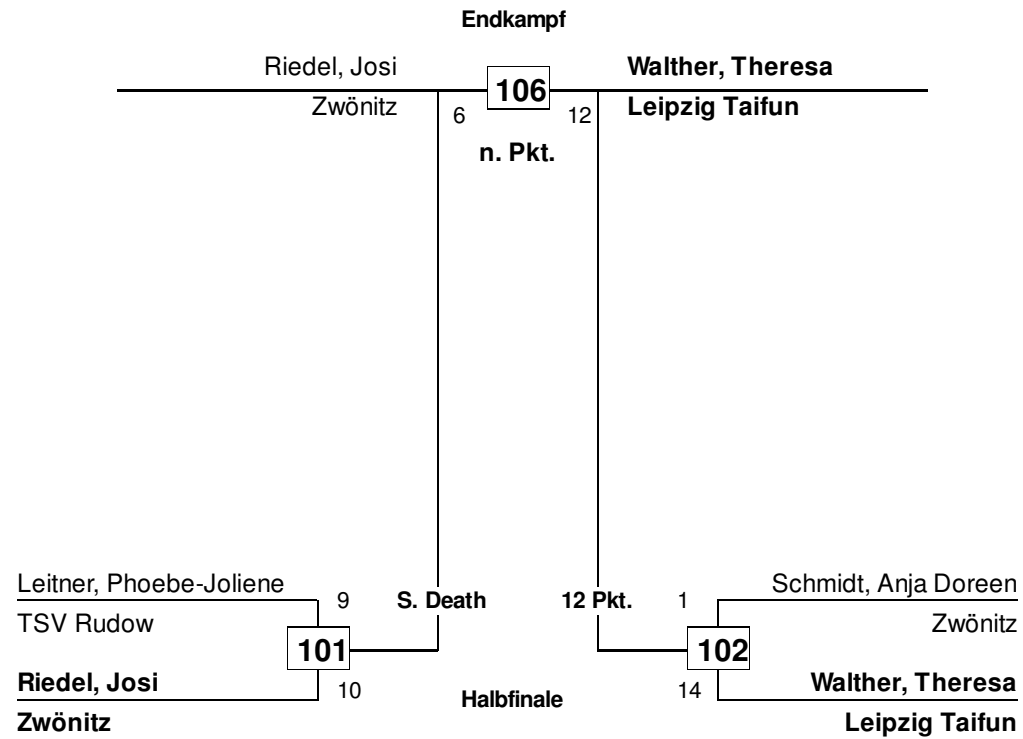 Endkampf
Riedel, Josi
106
Walther, Theresa
Zwönitz
6
12
Leipzig Taifun
n. Pkt.
Leitner, Phoebe-Joliene
9
S. Death
12 Pkt.
1
Schmidt, Anja Doreen
TSV Rudow
Zwönitz
101
102
Riedel, Josi
10
Halbfinale
14
Walther, Theresa
Zwönitz
Leipzig Taifun